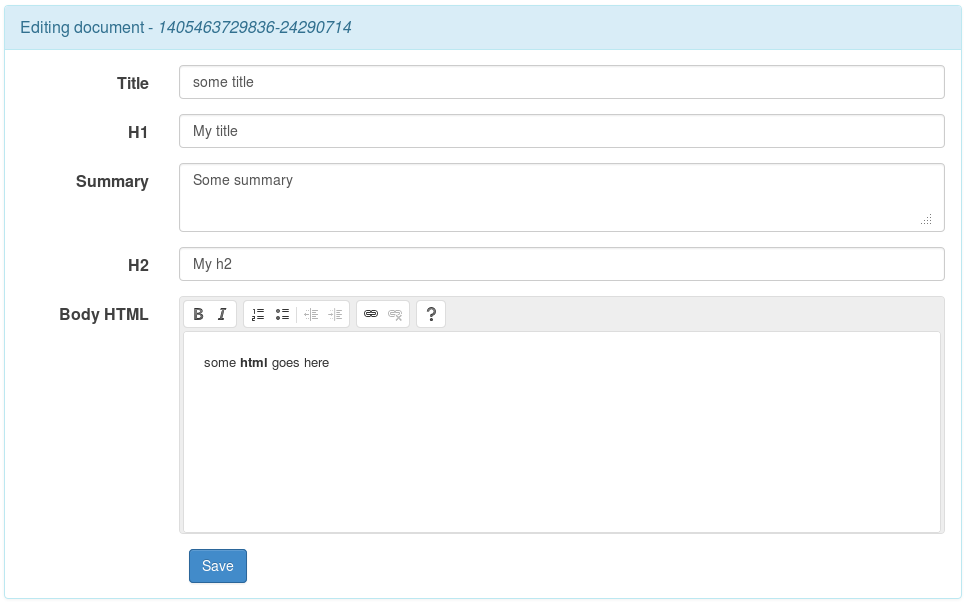 Editing document - 1405463729836-24290714
Title some title
H1 My title
Summary Some summary
H2 My h2
Body HTML B I ?
some html goes here
Save